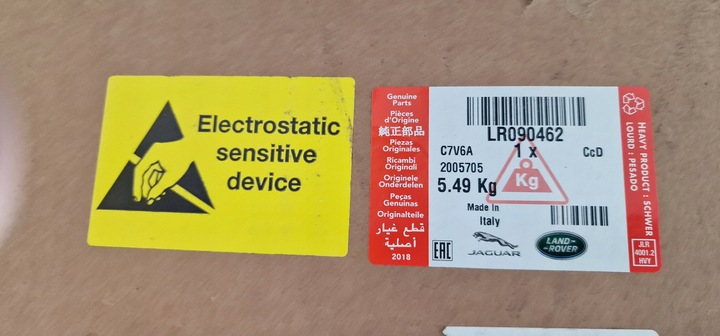 Electrostatic
sensitive
device
Genuine
Parts
Pièces
d'Origine
純正部品
Piezas
Originales
Ricambi
Originali
Originele
Onderdelen
Peças
Genuinas
Originalteile
قطع غيار
أصلية
2018
LR090462
1 x
C7V6A
CcD
2005705
5.49 Kg
Kg
Made in
Italy
EAC
JAGUAR
LAND-
ROVER
HEAVY PRODUCT : SCHWER
LOURD : PESADO
JLR
4001.2
HVY